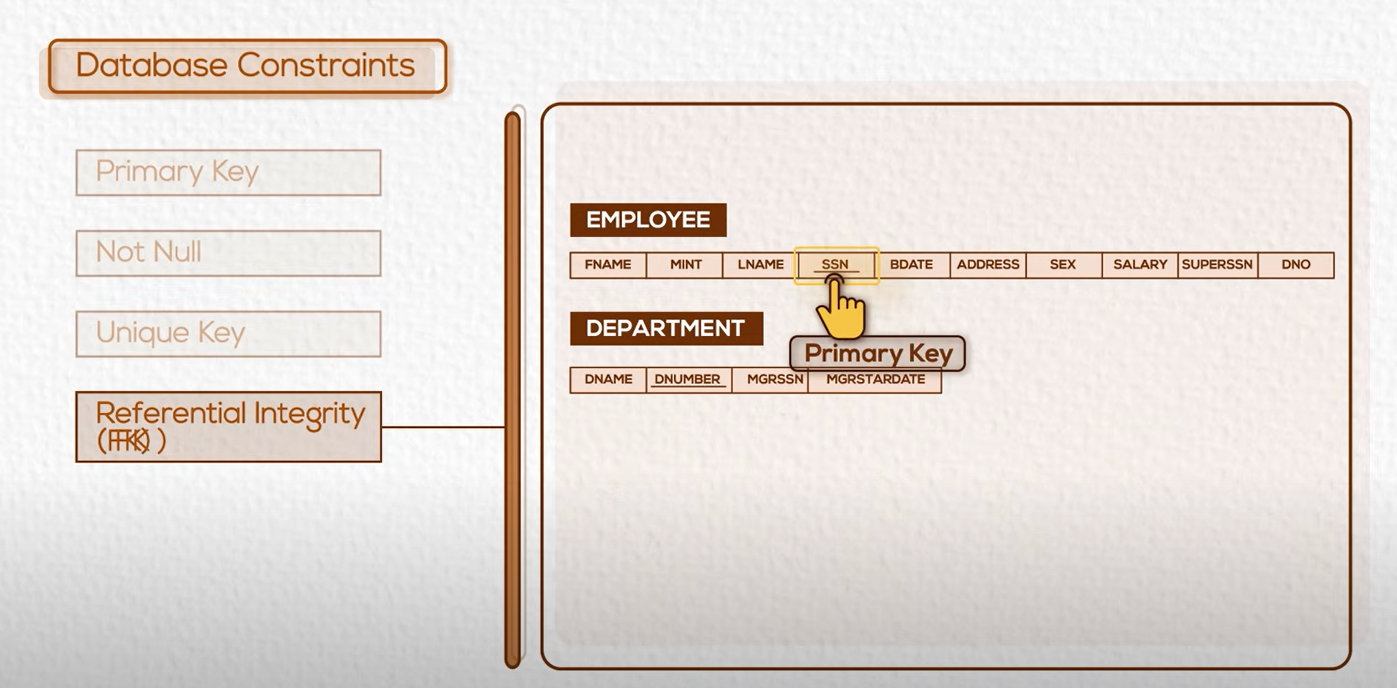 Database Constraints
Primary Key
Not Null
Unique Key
Referential Integrity
EMPLOYEE
FNAME MINT LNAME SSN BDATE ADDRESS SEX SALARY SUPERSSN DNO
DEPARTMENT
Primary Key
DNAME DNUMBER MGRSSN MGRSTARDATE